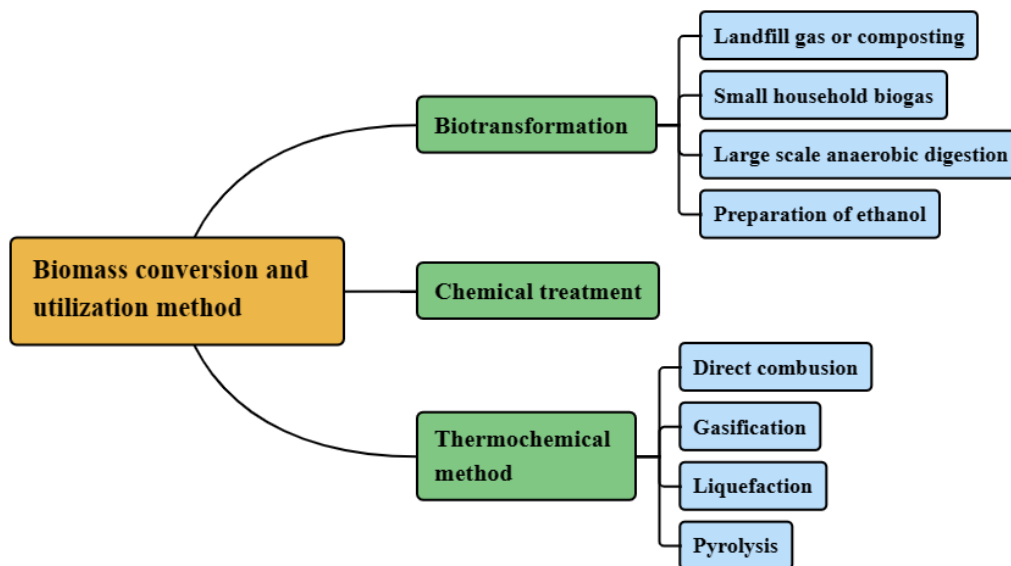 Landfill gas or composting
Small household biogas
Biotransformation
Large scale anaerobic digestion
Preparation of ethanol
Biomass conversion and
utilization method
Chemical treatment
Direct combusion
Gasification
Thermochemical
method
Liquefaction
Pyrolysis